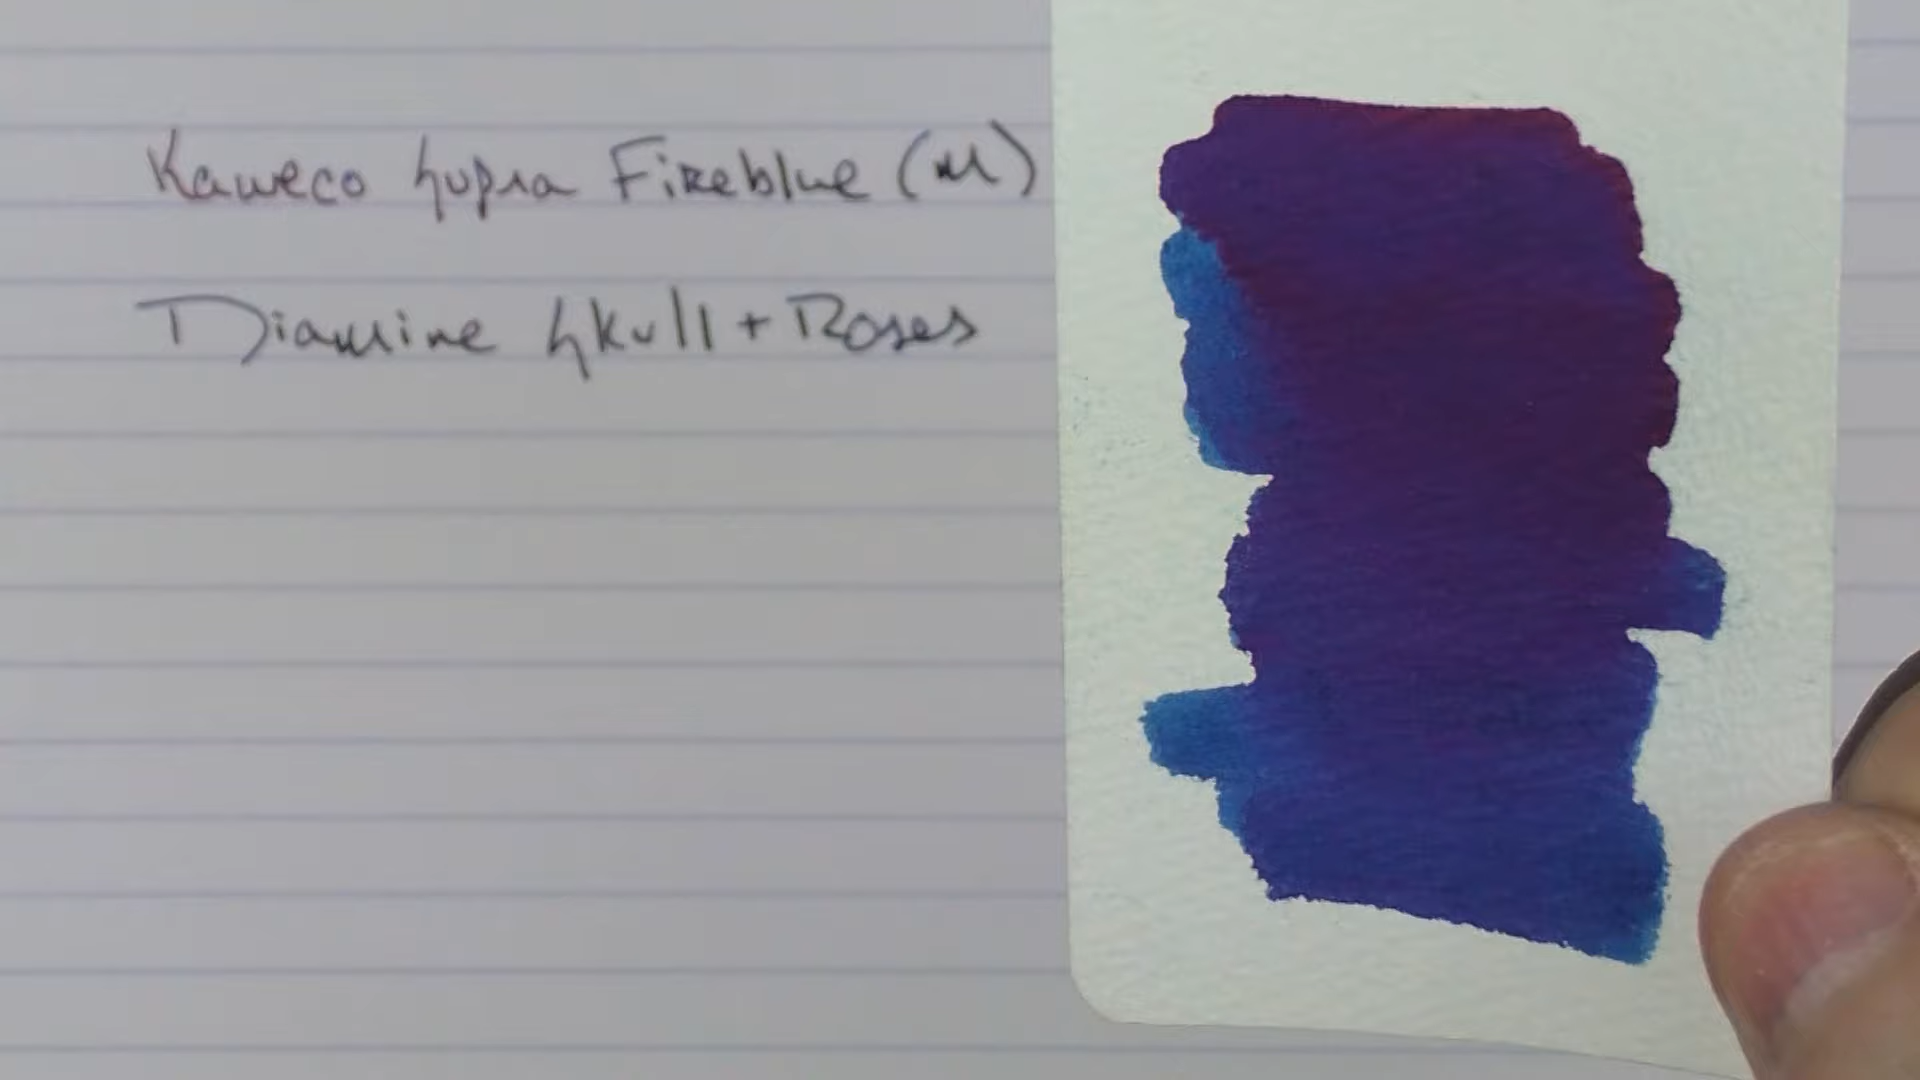 Kaweco Supra Fireblue (M)
Diamine Skull + Roses